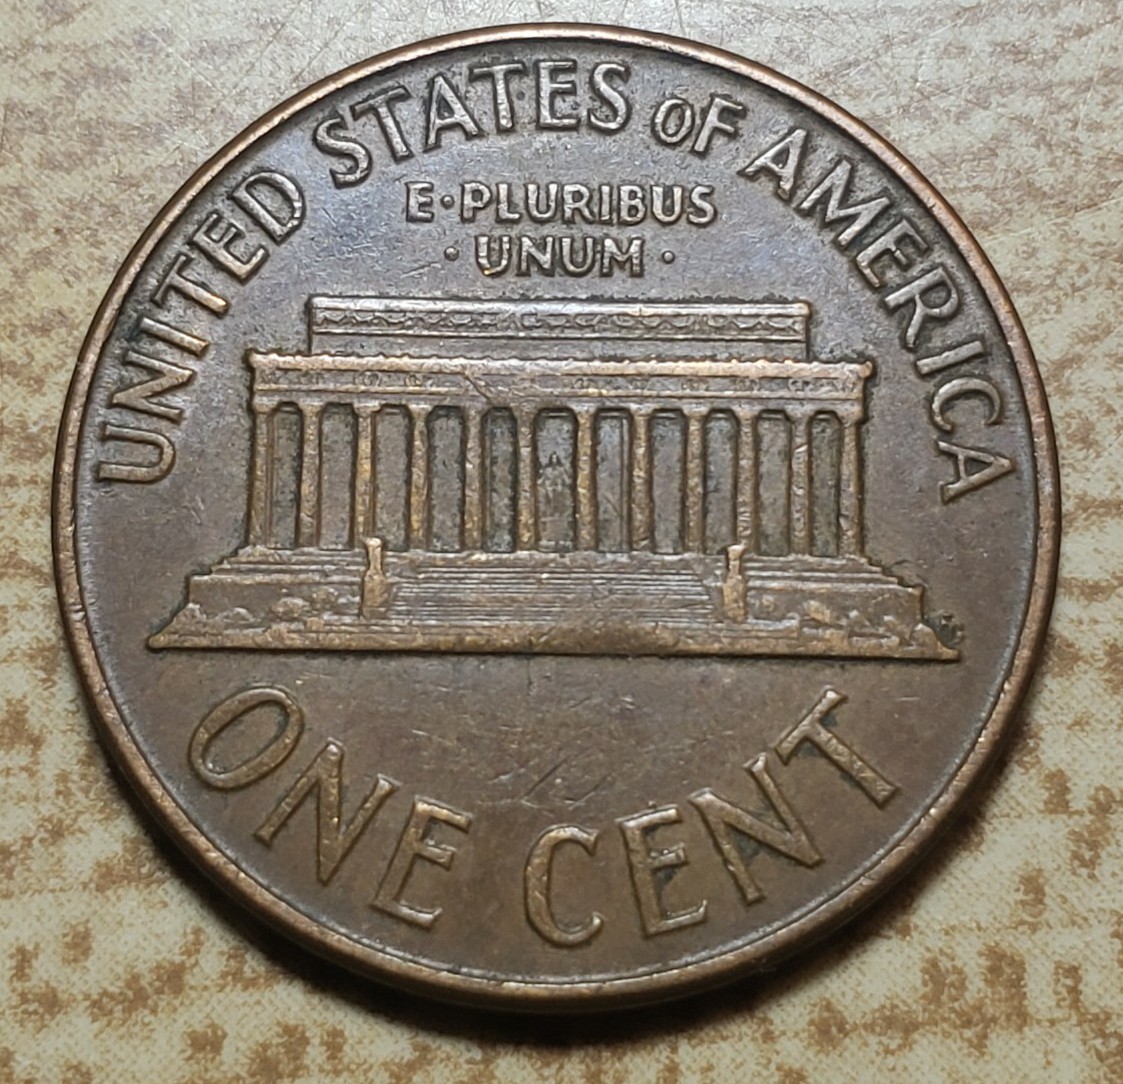 UNITED STATES OF AMERICA
E·PLURIBUS
·UNUM·
ONE CENT